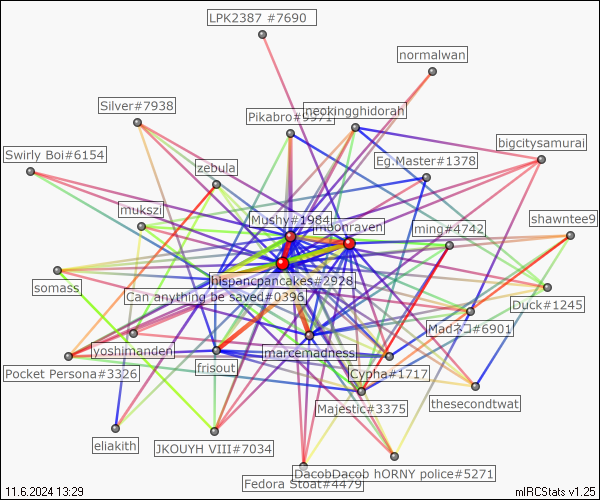 LPK2387 #7690
normalwan
Silver#7938
Pikabro#9371
neokingghidorah
bigcitysamurai
Swirly Boi#6154
zebula
Eg.Master#1378
mukszi
Mushy#1984
moonraven
ming#4742
shawntee9
somass
hispancpancakes#2928
Can anything be saved#0396
Duck#1245
Madネコ#6901
yoshimanden
marcemadness
Pocket Persona#3326
frisout
Cypha#1717
Majestic#3375
thesecondtwat
eliakith
JKOUYH VIII#7034
DacobDacob hORNY police#5271
Fedora Stoat#4479
11.6.2024 13:29
mIRCStats v1.25